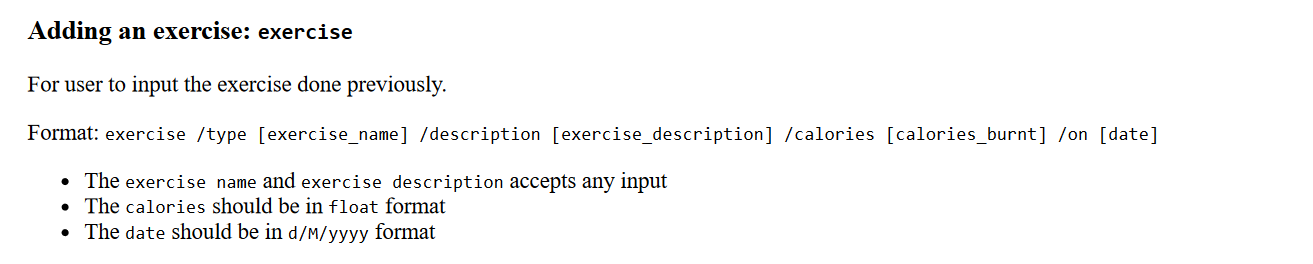 Adding an exercise: exercise
For user to input the exercise done previously.
Format: exercise /type [exercise_name] /description [exercise_description] /calories [calories_burnt] /on [date]
• The exercise name and exercise description accepts any input
• The calories should be in float format
• The date should be in d/M/yyyy format